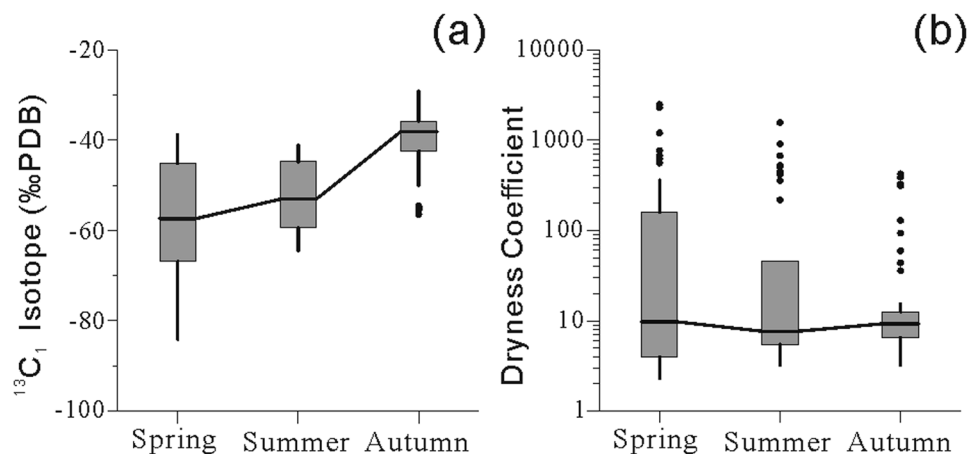 (a)
-20
-40
-60
-80
-100
¹³C₁ Isotope (‰PDB)
Spring Summer Autumn
(b)
10000
1000
100
10
1
Dryness Coefficient
Spring Summer Autumn